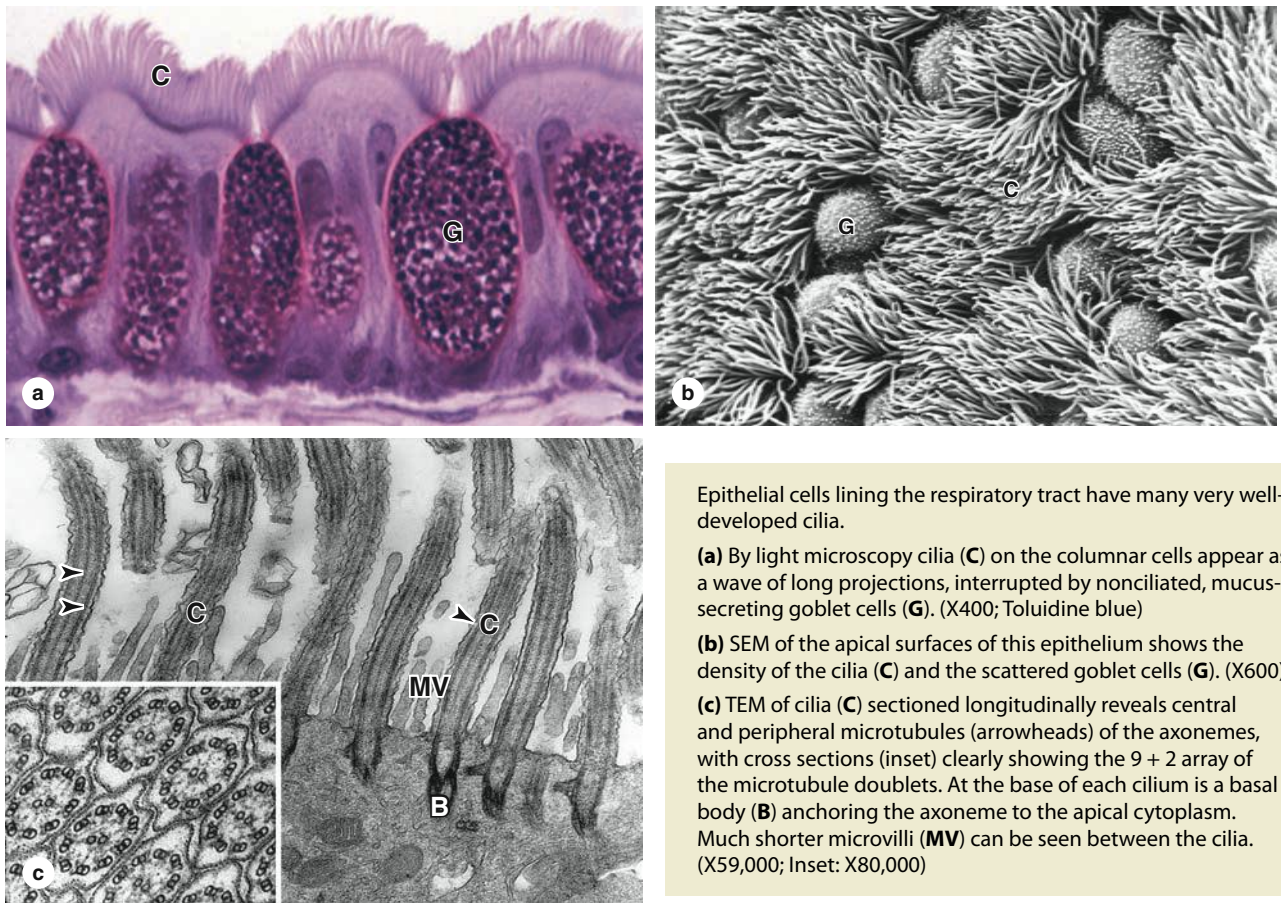 C
G
a
C
G
b
C
C
MV
B
c
Epithelial cells lining the respiratory tract have many very well-
developed cilia.
(a) By light microscopy cilia (C) on the columnar cells appear as
a wave of long projections, interrupted by nonciliated, mucus-
secreting goblet cells (G). (X400; Toluidine blue)
(b) SEM of the apical surfaces of this epithelium shows the
density of the cilia (C) and the scattered goblet cells (G). (X600)
(c) TEM of cilia (C) sectioned longitudinally reveals central
and peripheral microtubules (arrowheads) of the axonemes,
with cross sections (inset) clearly showing the 9 + 2 array of
the microtubule doublets. At the base of each cilium is a basal
body (B) anchoring the axoneme to the apical cytoplasm.
Much shorter microvilli (MV) can be seen between the cilia.
(X59,000; Inset: X80,000)